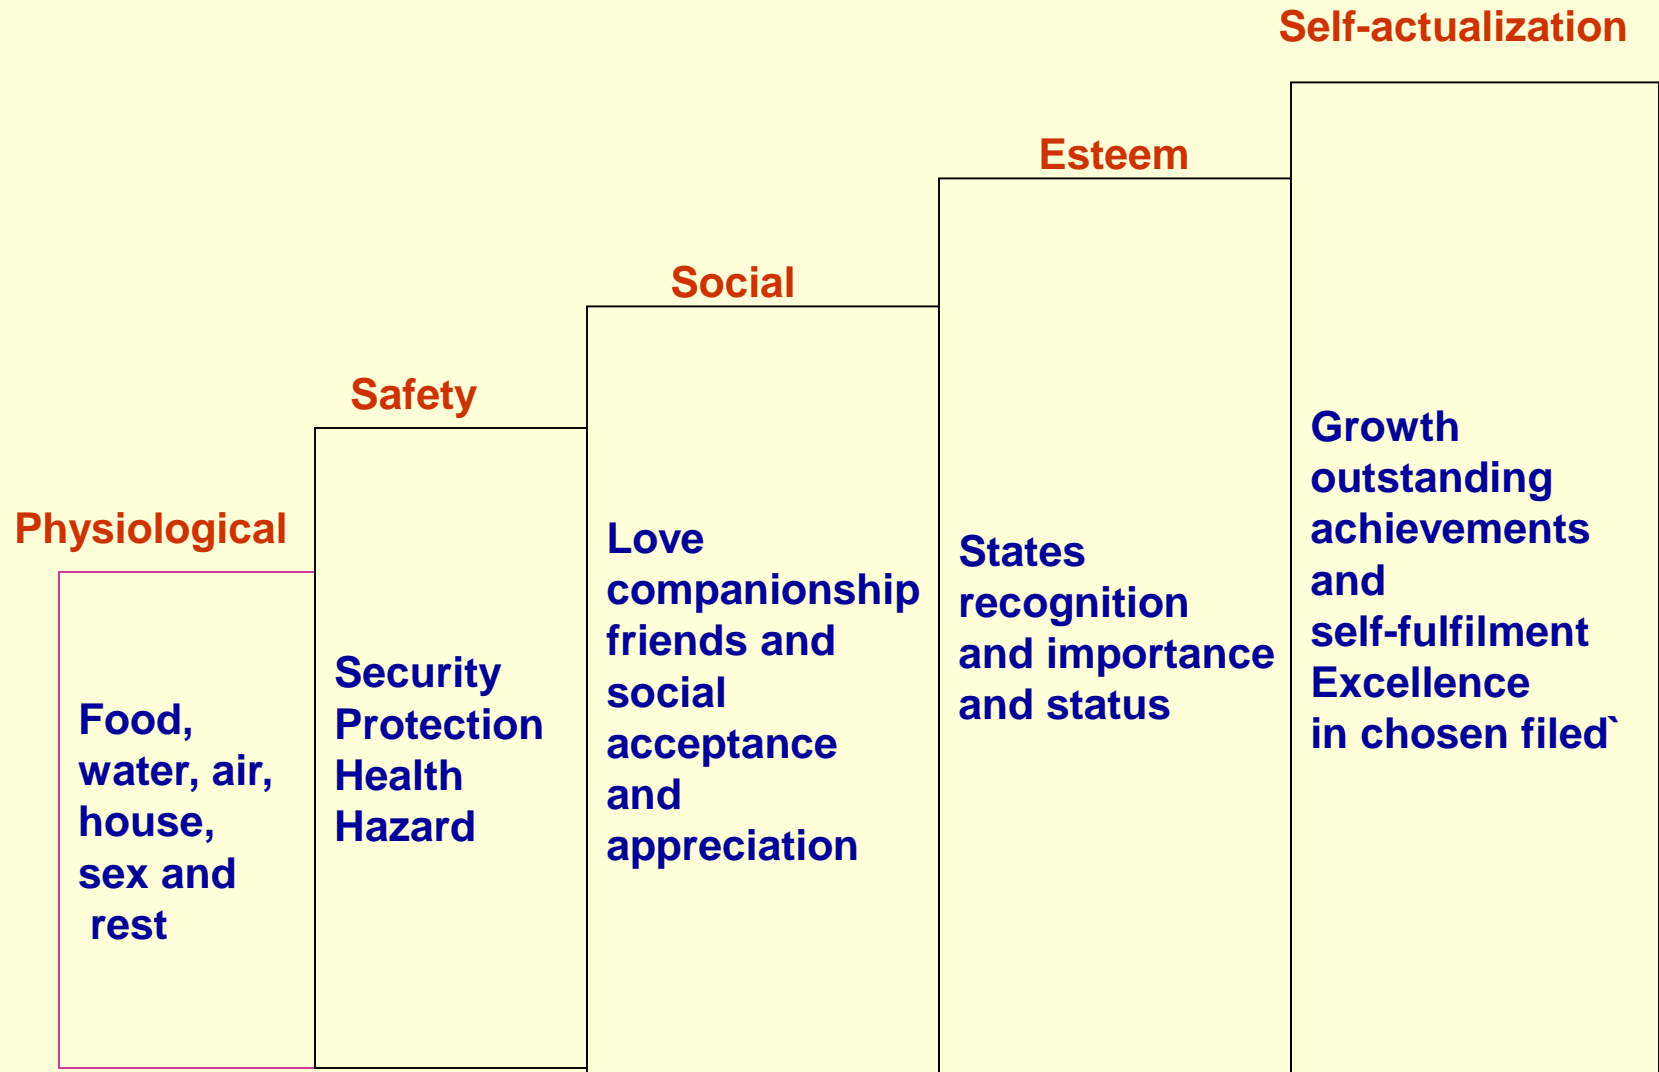 Physiological
Food,
water, air,
house,
sex and
rest
Safety
Security
Protection
Health
Hazard
Social
Love
companionship
friends and
social
acceptance
and
appreciation
Esteem
States
recognition
and importance
and status
Self-actualization
Growth
outstanding
achievements
and
self-fulfilment
Excellence
in chosen filed`